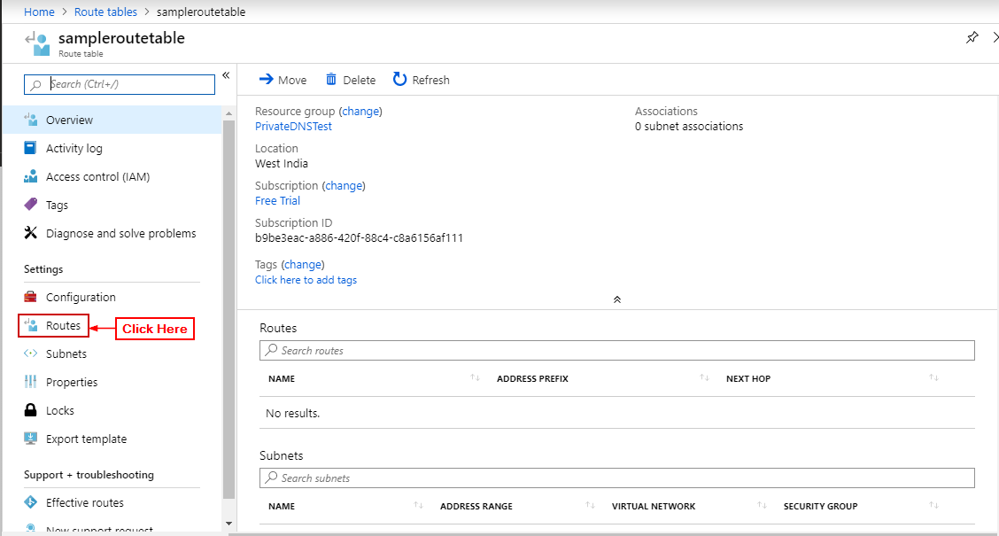 Home > Route tables > sampleroutetable
sampleroutetable
Route table
Search (Ctrl+/)
«
Overview
Activity log
Access control (IAM)
Tags
Diagnose and solve problems
Settings
Configuration
Routes
Click Here
Subnets
Properties
Locks
Export template
Support + troubleshooting
Effective routes
New support request
Move Delete Refresh
Resource group (change)
PrivateDNSTest
Location
West India
Subscription (change)
Free Trial
Subscription ID
b9be3eac-a886-420f-88c4-c8a6156af111
Tags (change)
Click here to add tags
Associations
0 subnet associations
Routes
Search routes
NAME ADDRESS PREFIX NEXT HOP
No results.
Subnets
Search subnets
NAME ADDRESS RANGE VIRTUAL NETWORK SECURITY GROUP